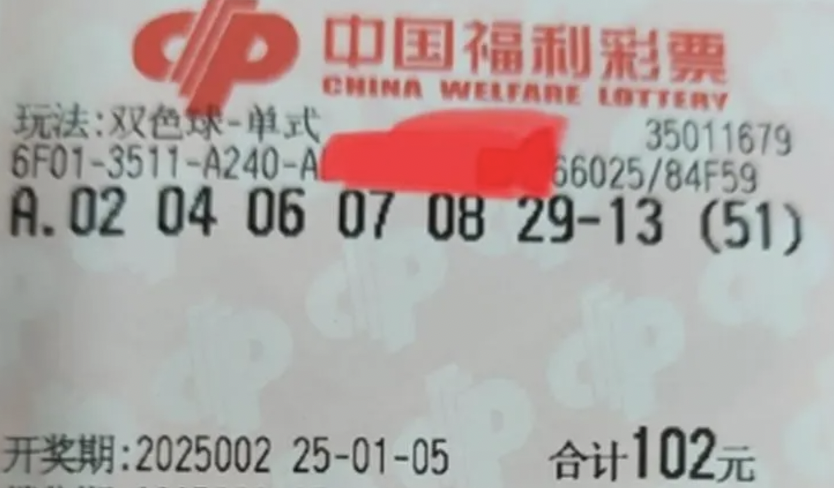 中国福利彩票
CHINA WELFARE LOTTERY
玩法:双色球-单式 35011679
6F01-3511-A240-A 66025/84F59
A.02 04 06 07 08 29-13 (51)
开奖期:2025002 25-01-05 合计102元